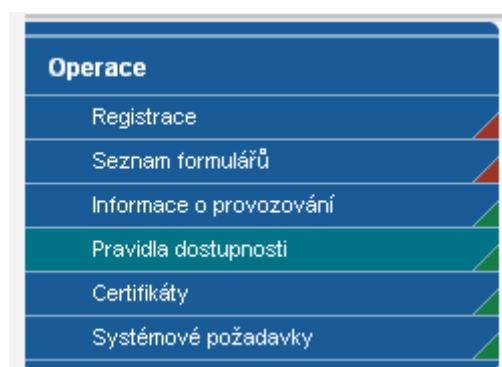 Operace
Registrace
Seznam formulářů
Informace o provozování
Pravidla dostupnosti
Certifikáty
Systémové požadavky